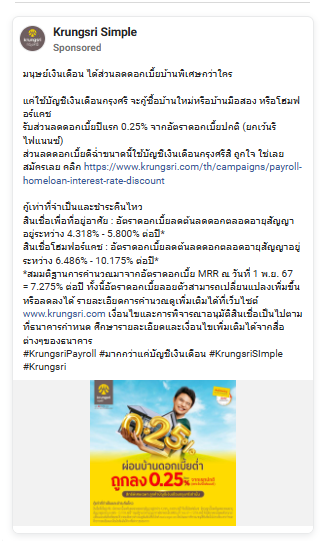 Krungsri Simple
Sponsored
มนุษย์เงินเดือน ได้ส่วนลดดอกเบี้ยบ้านพิเศษกว่าใคร
แค่ใช้บัญชีเงินเดือนกรุงศรี จะกู้ซื้อบ้านใหม่หรือบ้านมือสอง หรือโฮมฟอร์แคช
รับส่วนลดดอกเบี้ยปีแรก 0.25% จากอัตราดอกเบี้ยปกติ (ยกเว้นรีไฟแนนซ์)
ส่วนลดดอกเบี้ยดีฉ่ำขนาดนี้ใช้บัญชีเงินเดือนกรุงศรีสิ ถูกใจ ใช่เลย
สมัครเลย คลิก https://www.krungsri.com/th/campaigns/payroll-
homeloan-interest-rate-discount
กู้เท่าที่จำเป็นและชำระคืนไหว
สินเชื่อเพื่อที่อยู่อาศัย : อัตราดอกเบี้ยลดต้นลดดอกตลอดอายุสัญญา
อยู่ระหว่าง 4.318% - 5.800% ต่อปี*
สินเชื่อโฮมฟอร์แคช : อัตราดอกเบี้ยลดต้นลดดอกตลอดอายุสัญญาอยู่
ระหว่าง 6.486% - 10.175% ต่อปี*
*สมมติฐานการคำนวณมาจากอัตราดอกเบี้ย MRR ณ วันที่ 1 พ.ย. 67
= 7.275% ต่อปี ทั้งนี้อัตราดอกเบี้ยลอยตัวสามารถเปลี่ยนแปลงเพิ่มขึ้น
หรือลดลงได้ รายละเอียดการคำนวณดูเพิ่มเติมได้ที่เว็บไซต์
www.krungsri.com เงื่อนไขและการพิจารณาอนุมัติสินเชื่อเป็นไปตาม
ที่ธนาคารกำหนด ศึกษารายละเอียดและเงื่อนไขเพิ่มเติมได้จากสื่อ
ต่างๆของธนาคาร
#KrungsriPayroll #มากกว่าแค่บัญชีเงินเดือน #KrungsriSImple
#Krungsri
0.25%
ผ่อนบ้านดอกเบี้ยต่ำ
ถูกลง 0.25%